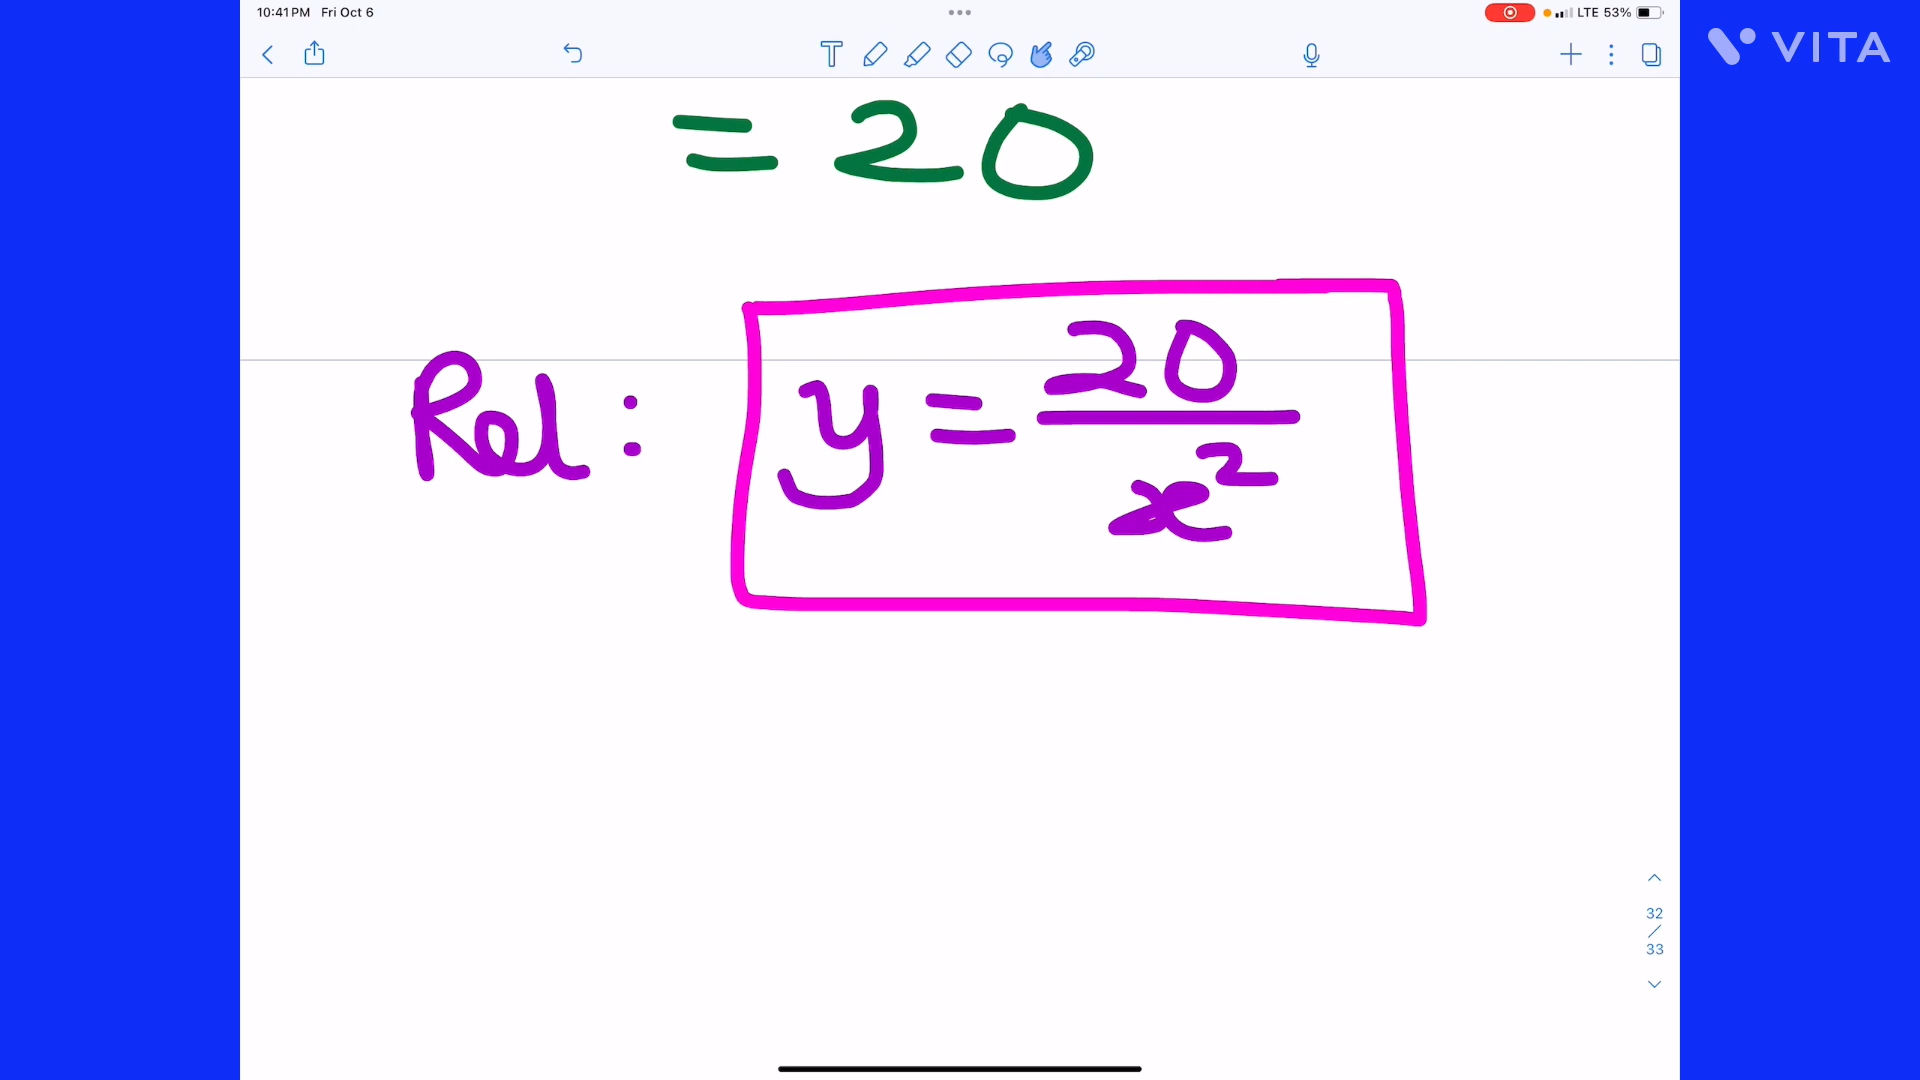 10:41 PM Fri Oct 6
LTE 53%
VITA
= 20
Rel: y = 20/x²
32
/
33